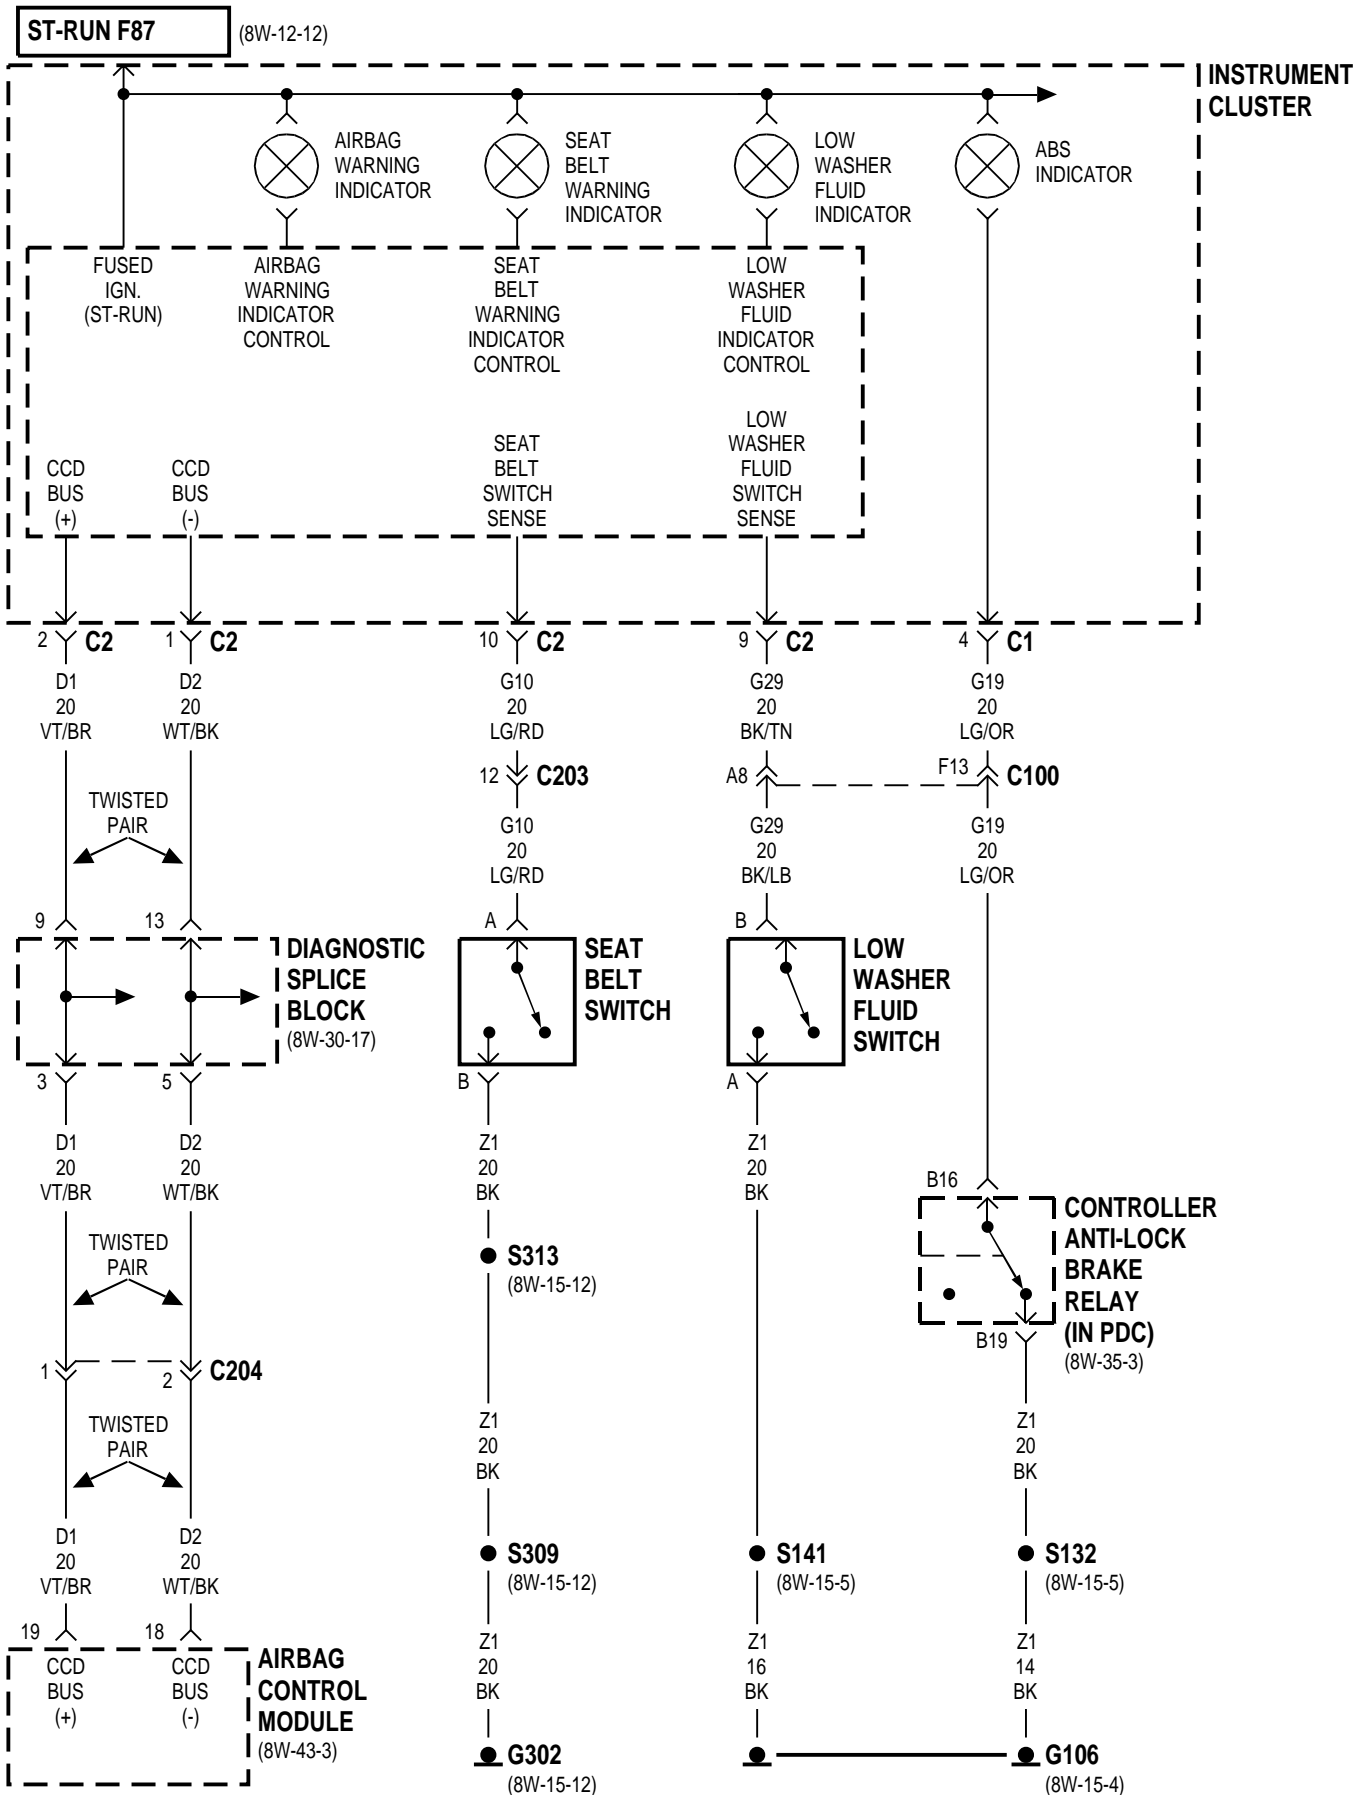 ST-RUN F87
(8W-12-12)
INSTRUMENT
CLUSTER
AIRBAG
WARNING
INDICATOR
SEAT
BELT
WARNING
INDICATOR
LOW
WASHER
FLUID
INDICATOR
ABS
INDICATOR
FUSED
IGN.
(ST-RUN)
AIRBAG
WARNING
INDICATOR
CONTROL
SEAT
BELT
WARNING
INDICATOR
CONTROL
LOW
WASHER
FLUID
INDICATOR
CONTROL
CCD
BUS
(+)
CCD
BUS
(-)
SEAT
BELT
SWITCH
SENSE
LOW
WASHER
FLUID
SWITCH
SENSE
2 C2
1 C2
10 C2
9 C2
4 C1
D1
20
VT/BR
D2
20
WT/BK
G10
20
LG/RD
G29
20
BK/TN
G19
20
LG/OR
12 C203
A8
F13 C100
TWISTED
PAIR
G10
20
LG/RD
G29
20
BK/LB
G19
20
LG/OR
9
13
A
B
DIAGNOSTIC
SPLICE
BLOCK
(8W-30-17)
SEAT
BELT
SWITCH
LOW
WASHER
FLUID
SWITCH
3
5
B
A
D1
20
VT/BR
D2
20
WT/BK
Z1
20
BK
Z1
20
BK
B16
CONTROLLER
ANTI-LOCK
BRAKE
RELAY
(IN PDC)
(8W-35-3)
B19
TWISTED
PAIR
S313
(8W-15-12)
1
2 C204
TWISTED
PAIR
Z1
20
BK
Z1
20
BK
D1
20
VT/BR
D2
20
WT/BK
S309
(8W-15-12)
S141
(8W-15-5)
S132
(8W-15-5)
19
18
CCD
BUS
(+)
CCD
BUS
(-)
AIRBAG
CONTROL
MODULE
(8W-43-3)
Z1
20
BK
Z1
16
BK
Z1
14
BK
G302
(8W-15-12)
G106
(8W-15-4)